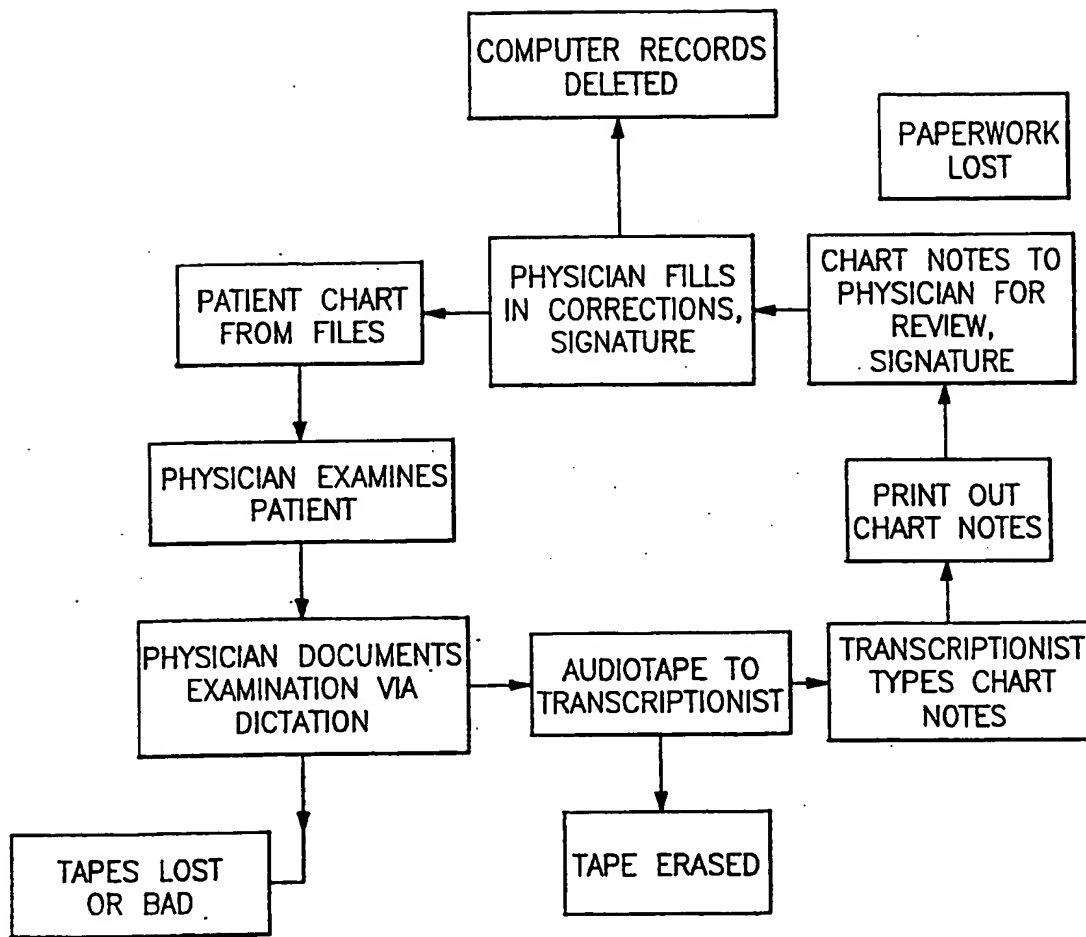 COMPUTER RECORDS
DELETED
PAPERWORK
LOST
PATIENT CHART
FROM FILES
PHYSICIAN FILLS
IN CORRECTIONS,
SIGNATURE
CHART NOTES TO
PHYSICIAN FOR
REVIEW,
SIGNATURE
PHYSICIAN EXAMINES
PATIENT
PRINT OUT
CHART NOTES
PHYSICIAN DOCUMENTS
EXAMINATION VIA
DICTATION
AUDIOTAPE TO
TRANSCRIPTIONIST
TRANSCRIPTIONIST
TYPES CHART
NOTES
TAPES LOST
OR BAD
TAPE ERASED